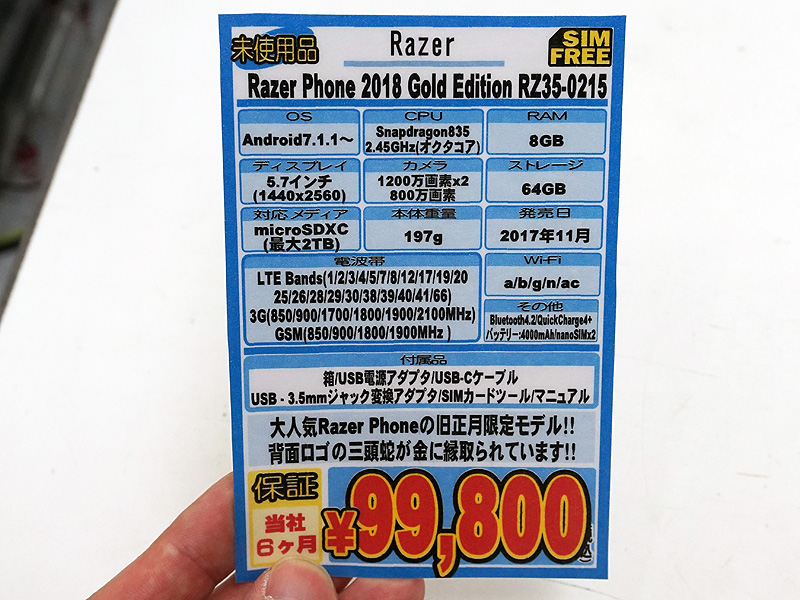 未使用品
Razer
SIM
FREE
Razer Phone 2018 Gold Edition RZ35-0215
OS
CPU
RAM
Android7.1.1～
Snapdragon835
2.45GHz(オクタコア)
8GB
ディスプレイ
カメラ
ストレージ
5.7インチ
(1440x2560)
1200万画素x2
800万画素
64GB
対応メディア
本体重量
発売日
microSDXC
(最大2TB)
197g
2017年11月
電波帯
Wi-Fi
LTE Bands(1/2/3/4/5/7/8/12/17/19/20
25/26/28/29/30/38/39/40/41/66)
3G(850/900/1700/1800/1900/2100MHz)
GSM(850/900/1800/1900MHz )
a/b/g/n/ac
その他
Bluetooth4.2/QuickCharge4+
バッテリー:4000mAh/nanoSIMx2
付属品
箱/USB電源アダプタ/USB-Cケーブル
USB - 3.5mmジャック変換アダプタ/SIMカードツール/マニュアル
大人気Razer Phoneの旧正月限定モデル!!
背面ロゴの三頭蛇が金に縁取られています!!
保証
当社
6ヶ月
¥99,800